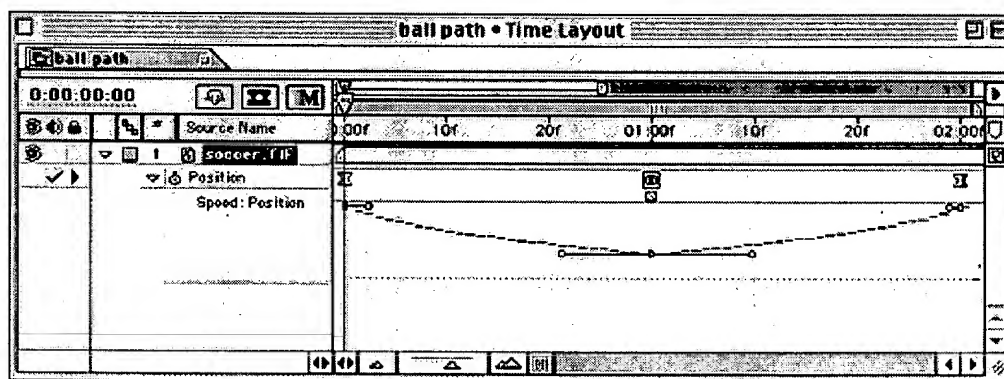 ball path • Time Layout
ball path
0:00:00:00
M
# Source Name
0:00f 10f 20f 01:00f 10f 20f 02:00f
1 soccer.TIF
Position
Speed: Position